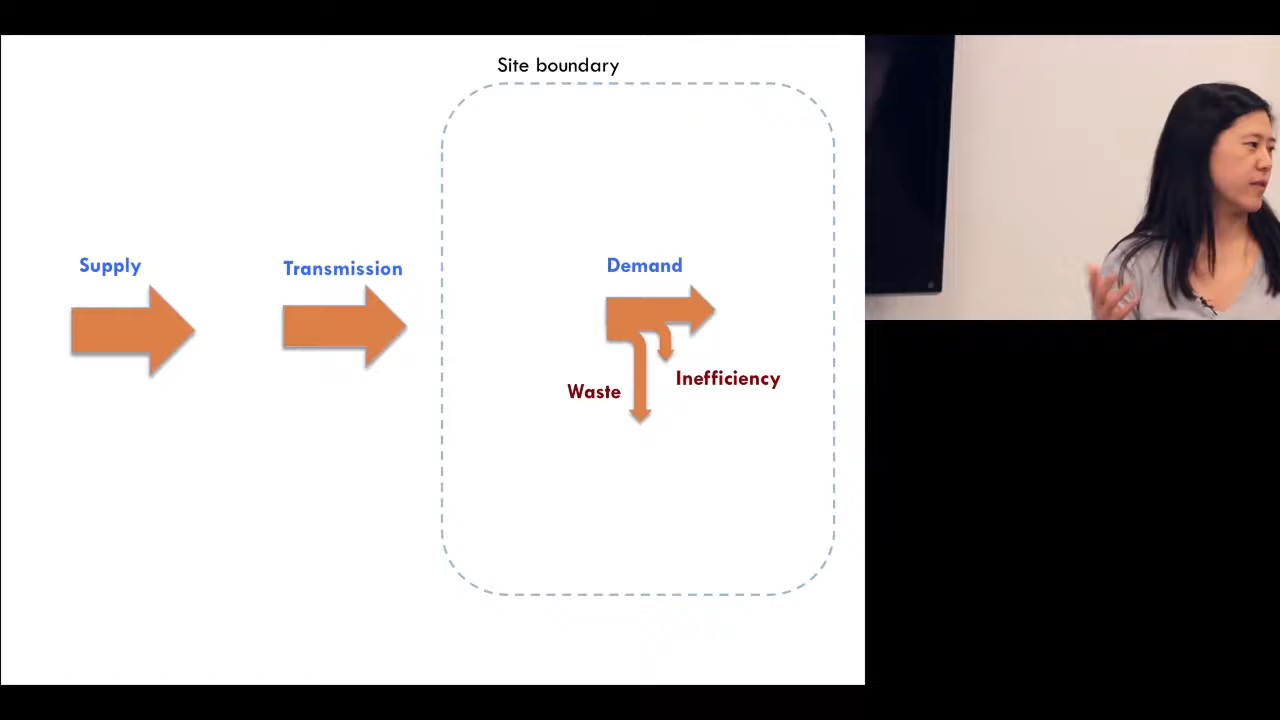 Site boundary
Supply
Transmission
Demand
Waste
Inefficiency